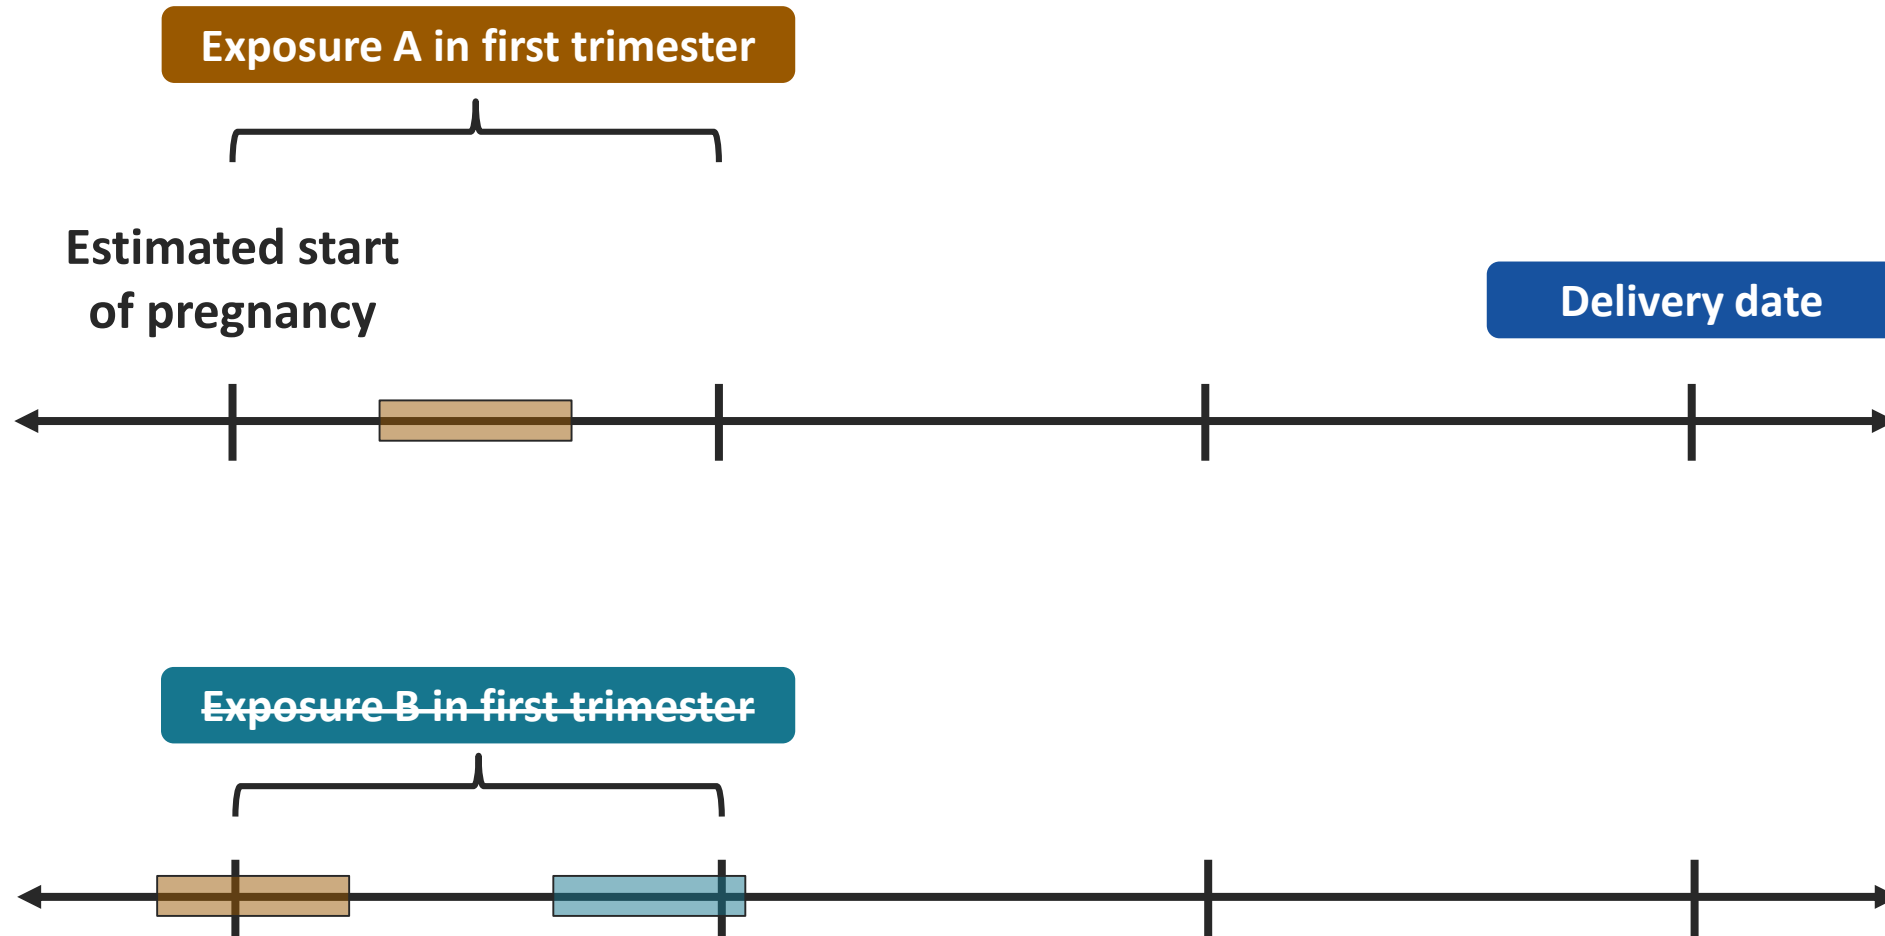 Exposure A in first trimester
Estimated start
of pregnancy
Delivery date
Exposure B in first trimester